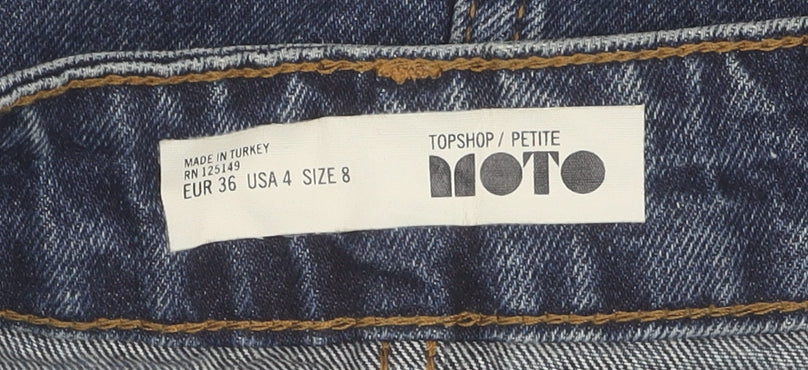 MADE IN TURKEY
RN 125149
EUR 36 USA 4 SIZE 8
TOPSHOP / PETITE
MOTO